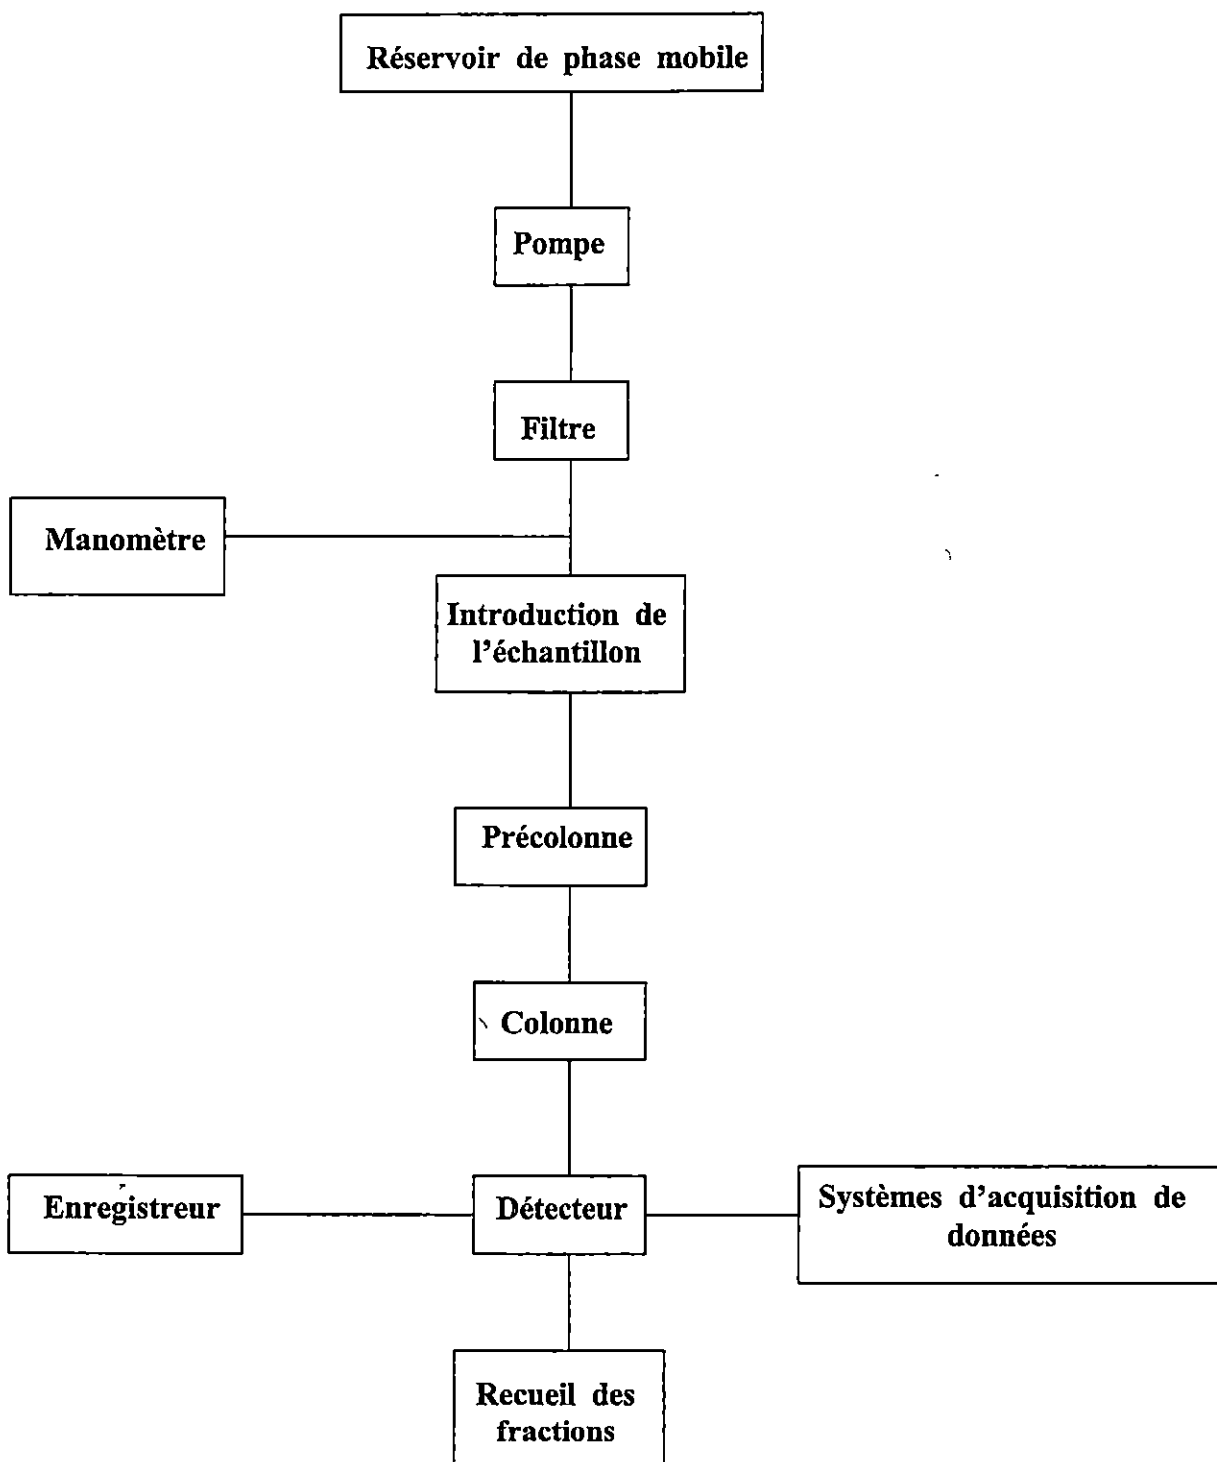 Réservoir de phase mobile
Pompe
Filtre
Manomètre
Introduction de
l'échantillon
Précolonne
Colonne
Enregistreur
Détecteur
Systèmes d'acquisition de
données
Recueil des
fractions